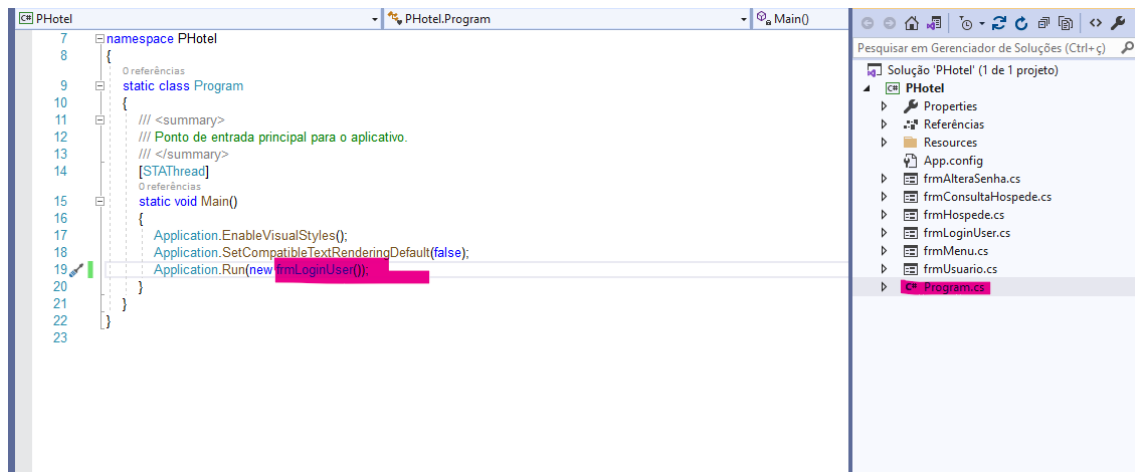 C# PHotel
PHotel.Program
Main()
7 namespace PHotel
8 {
0 referências
9 static class Program
10 {
11 /// <summary>
12 /// Ponto de entrada principal para o aplicativo.
13 /// </summary>
14 [STAThread]
0 referências
15 static void Main()
16 {
17 Application.EnableVisualStyles();
18 Application.SetCompatibleTextRenderingDefault(false);
19 Application.Run(new frmLoginUser());
20 }
21 }
22 }
23
Pesquisar em Gerenciador de Soluções (Ctrl+ç)
Solução 'PHotel' (1 de 1 projeto)
C# PHotel
Properties
Referências
Resources
App.config
frmAlteraSenha.cs
frmConsultaHospede.cs
frmHospede.cs
frmLoginUser.cs
frmMenu.cs
frmUsuario.cs
C# Program.cs